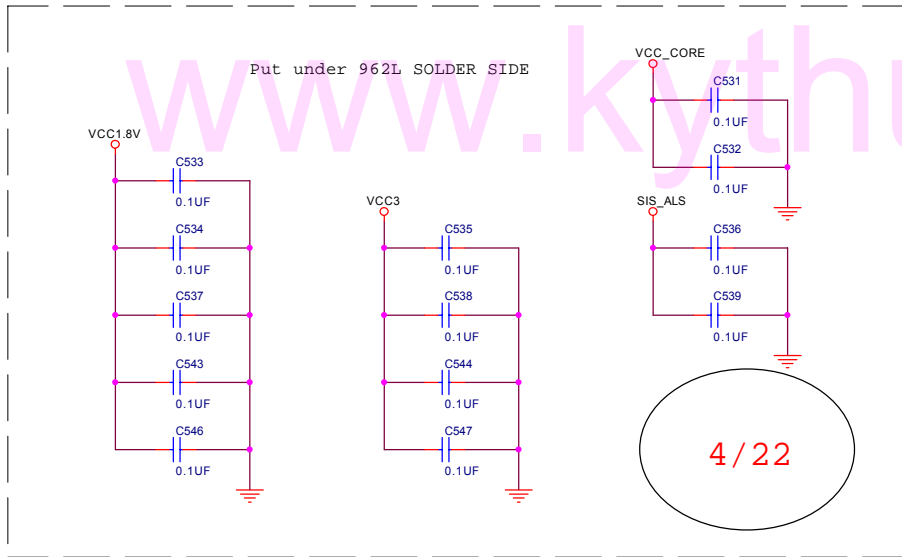 www.kythu
Put under 962L SOLDER SIDE
VCC_CORE
C531
0.1UF
C532
0.1UF
VCC1.8V
C533
0.1UF
C534
0.1UF
C537
0.1UF
C543
0.1UF
C546
0.1UF
VCC3
C535
0.1UF
C538
0.1UF
C544
0.1UF
C547
0.1UF
SIS_ALS
C536
0.1UF
C539
0.1UF
4/22